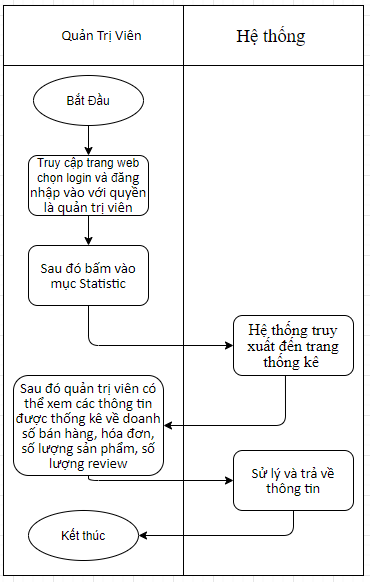 Quản Trị Viên
Hệ thống
Bắt Đầu
Truy cập trang web
chọn login và đăng
nhập vào với quyền
là quản trị viên
Sau đó bấm vào
mục Statistic
Hệ thống truy
xuất đến trang
thống kê
Sau đó quản trị viên có
thể xem các thông tin
được thống kê về doanh
số bán hàng, hóa đơn,
số lượng sản phẩm, số
lượng review
Sử lý và trả về
thông tin
Kết thúc